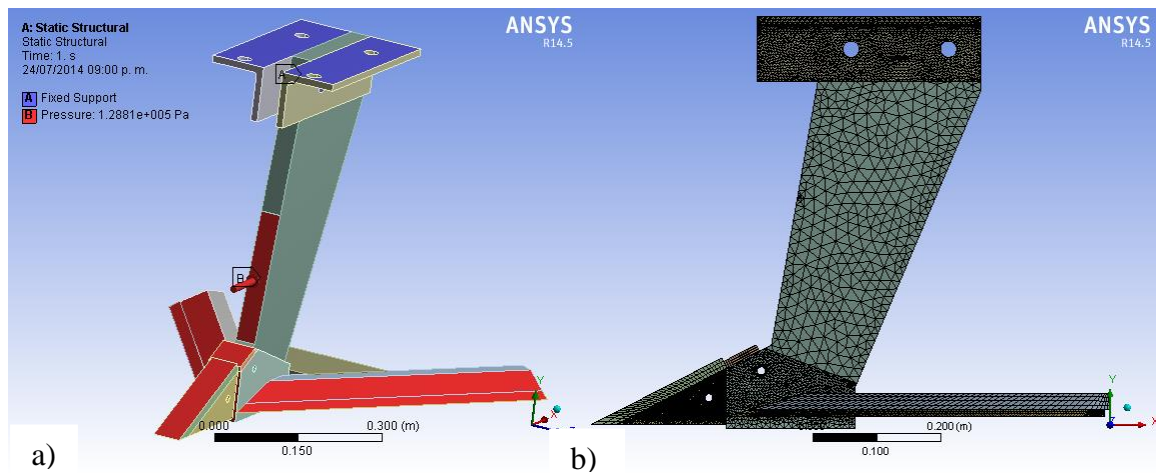 A: Static Structural
Static Structural
Time: 1. s
24/07/2014 09:00 p. m.
A Fixed Support
B Pressure: 1.2881e+005 Pa
ANSYS
R14.5
A
B
0.000
0.300 (m)
0.150
Y
X
a)
ANSYS
R14.5
0.200 (m)
0.100
Y
Z
X
b)